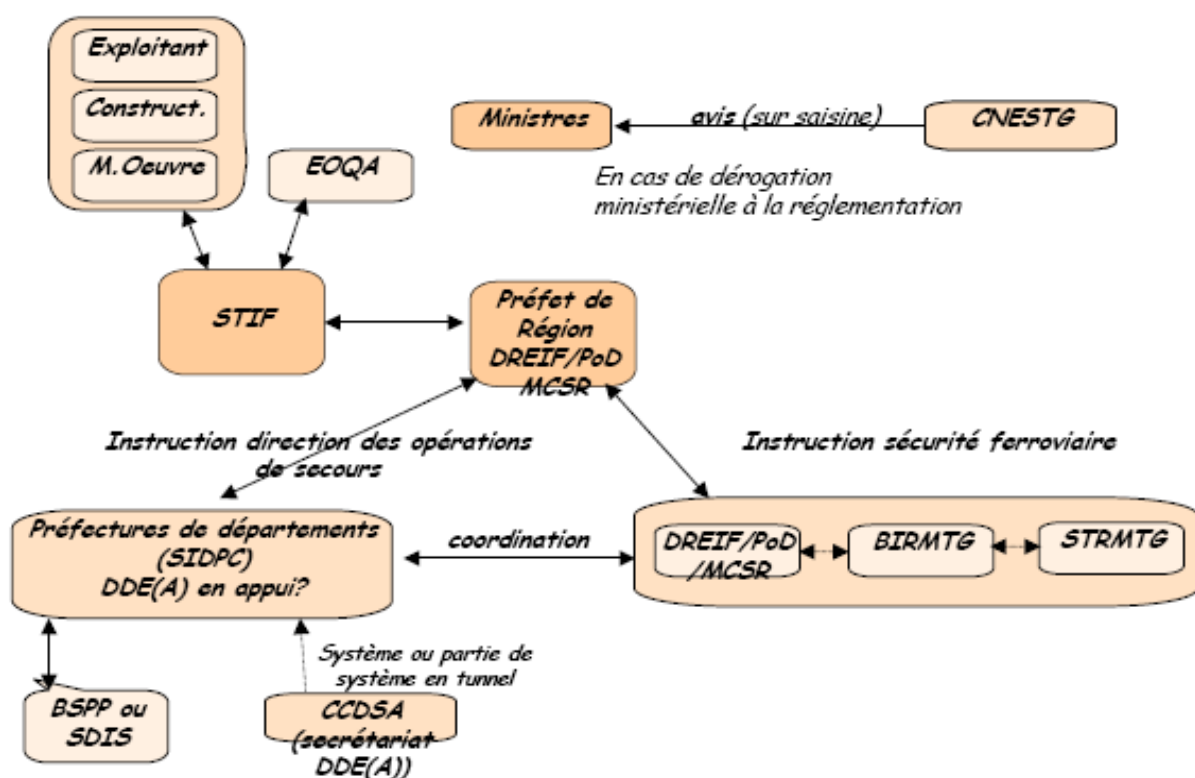 Exploitant
Construct.
M.Oeuvre
EOQA
Ministres
avis (sur saisine)
CNESTG
En cas de dérogation
ministérielle à la réglementation
STIF
Préfet de
Région
DREIF/PoD
MCSR
Instruction direction des opérations
de secours
Instruction sécurité ferroviaire
Préfectures de départements
(SIDPC)
DDE(A) en appui?
coordination
DREIF/PoD
/MCSR
BIRMTG
STRMTG
Système ou partie de
système en tunnel
BSPP ou
SDIS
CCDSA
(secrétariat
DDE(A))